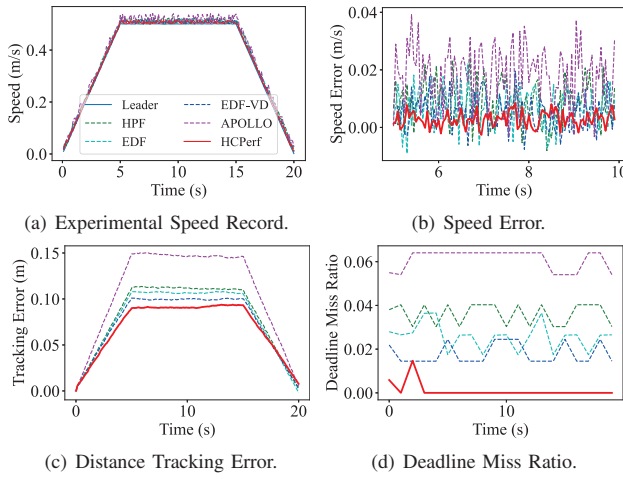 Speed (m/s)
0.4
0.2
0.0
Leader
HPF
EDF
EDF-VD
APOLLO
HCPerf
0 5 10 15 20
Time (s)
(a) Experimental Speed Record.
Speed Error (m/s)
0.04
0.02
0.00
6 8 10
Time (s)
(b) Speed Error.
Tracking Error (m)
0.15
0.10
0.05
0.00
0 10 20
Time (s)
(c) Distance Tracking Error.
Deadline Miss Ratio
0.06
0.04
0.02
0.00
0 10
Time (s)
(d) Deadline Miss Ratio.